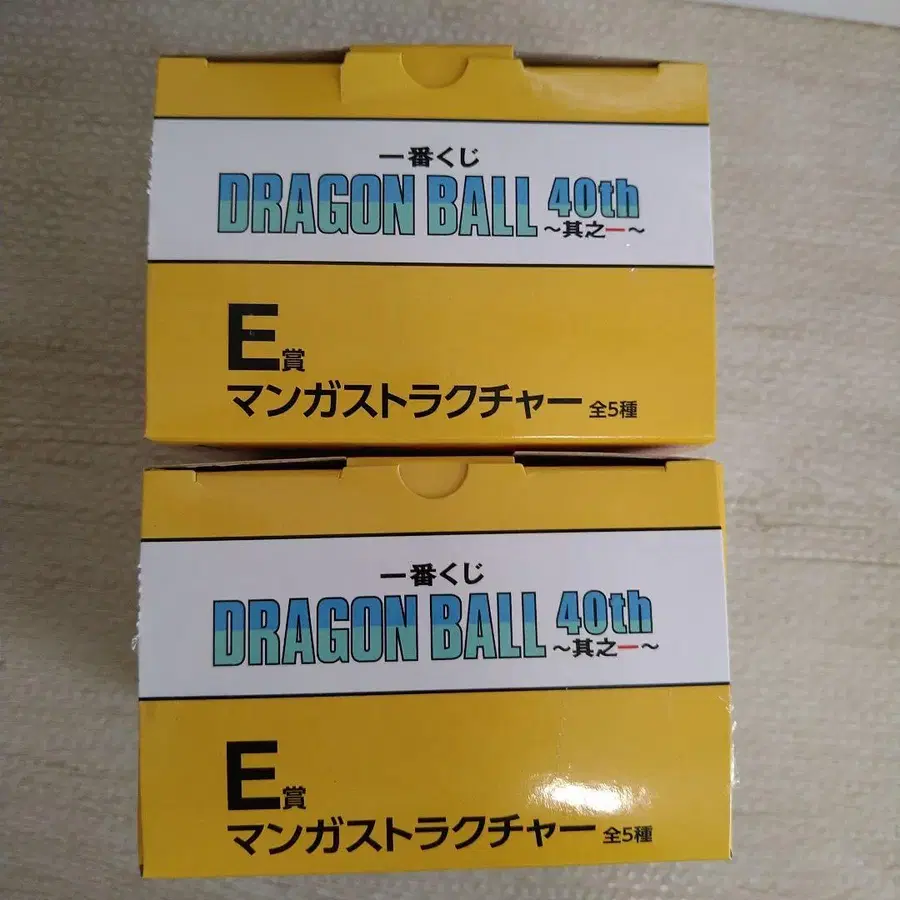 一番くじ
DRAGON BALL 40th
～其之一～
E賞
マンガストラクチャー 全5種
一番くじ
DRAGON BALL 40th
～其之一～
E賞
マンガストラクチャー 全5種